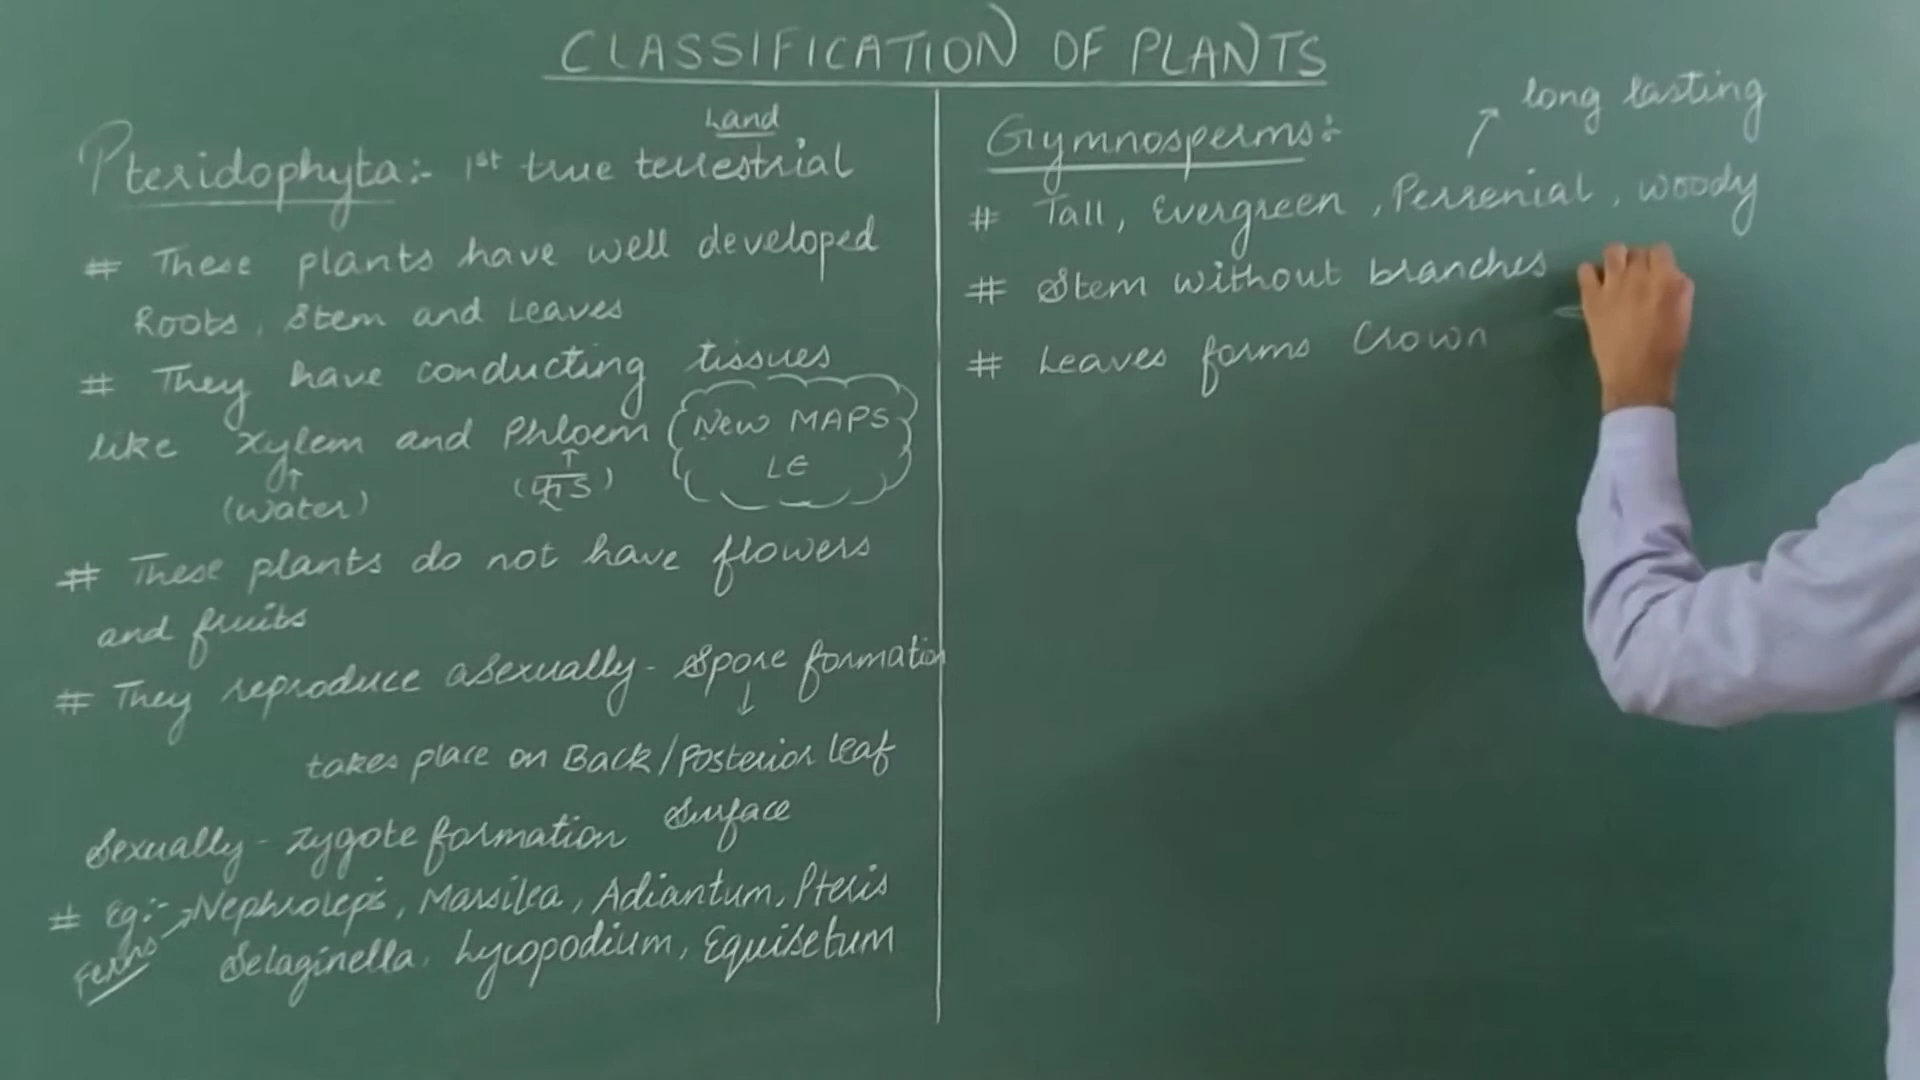 CLASSIFICATION OF PLANTS
Land
Pteridophyta:- 1st true terrestrial
# These plants have well developed
Roots, Stem and Leaves
# They have conducting tissues
like Xylem and Phloem
(water)
New MAPS
LE
# These plants do not have flowers
and fruits
# They reproduce asexually - Spore formation
takes place on Back/Posterior leaf
Surface
Sexually - zygote formation
# Eg:- Nephroleps, Marsilea, Adiantum, Pteris
Ferns
Selaginella, Lycopodium, Equisetum
Gymnosperms:
long lasting
# Tall, Evergreen, Perrenial, woody
# Stem without branches
# Leaves forms Crown